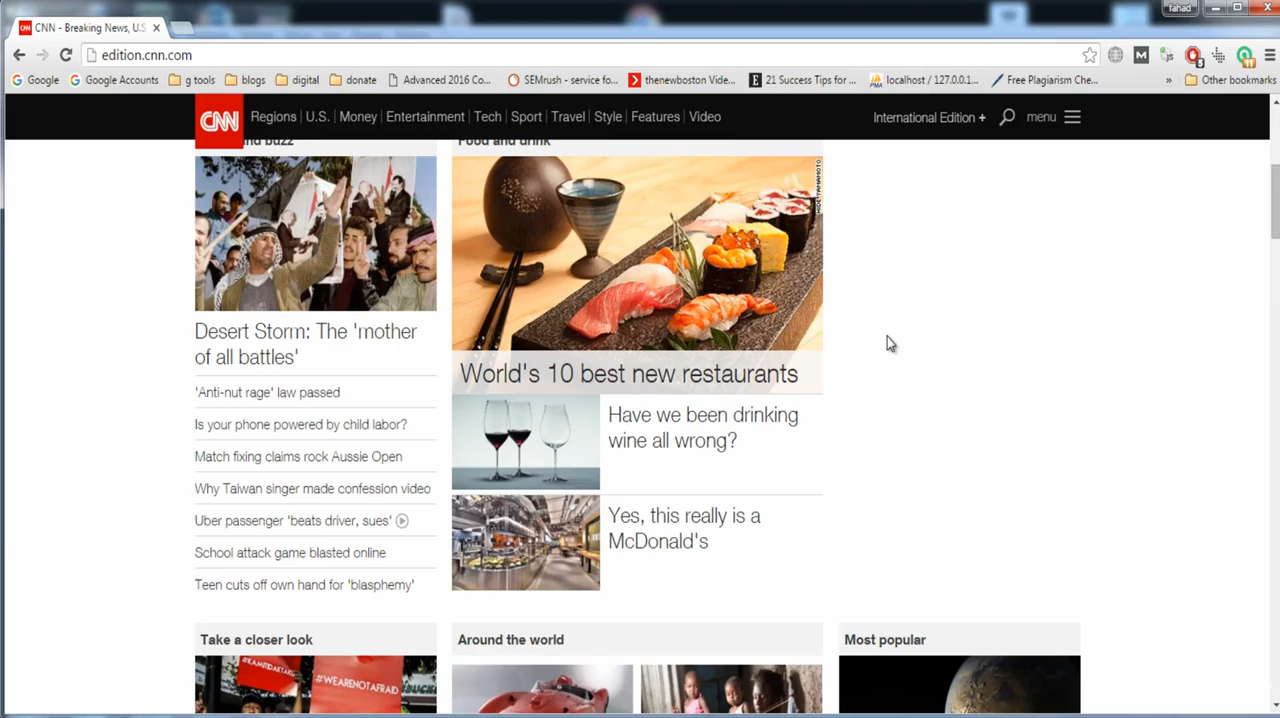 fahad
CNN - Breaking News, U.S
edition.cnn.com
Google
Google Accounts
g tools
blogs
digital
donate
Advanced 2016 Co...
SEMrush - service fo...
thenewboston Vide...
21 Success Tips for ...
localhost / 127.0.0.1...
Free Plagiarism Che...
»
Other bookmarks
CNN
Regions
U.S.
Money
Entertainment
Tech
Sport
Travel
Style
Features
Video
International Edition +
menu
buzz
Food and drink
HIDE YAMAMOTO
World's 10 best new restaurants
Desert Storm: The 'mother
of all battles'
'Anti-nut rage' law passed
Is your phone powered by child labor?
Match fixing claims rock Aussie Open
Why Taiwan singer made confession video
Uber passenger 'beats driver, sues'
School attack game blasted online
Teen cuts off own hand for 'blasphemy'
Have we been drinking
wine all wrong?
Yes, this really is a
McDonald's
Take a closer look
Around the world
Most popular
#KAMITIDAKTAKUT
#WEARENOTAFRAID